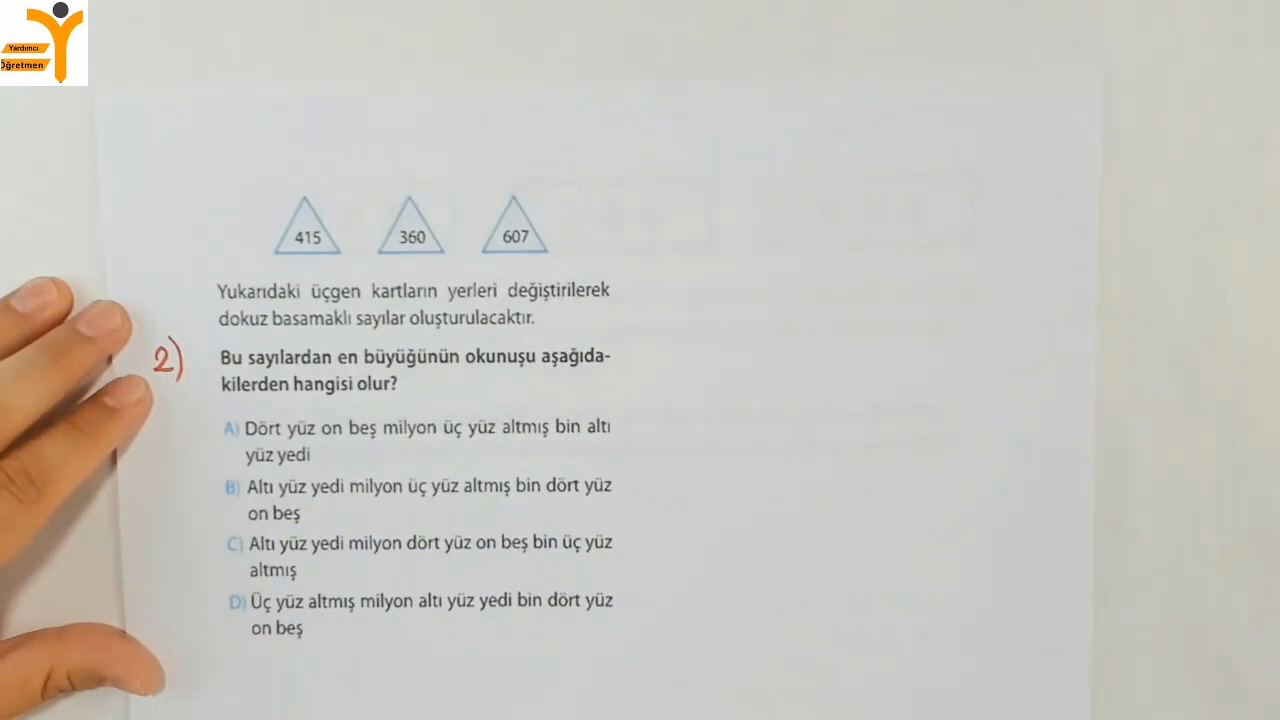 Yardımcı
Öğretmen
415 360 607
Yukarıdaki üçgen kartların yerleri değiştirilerek
dokuz basamaklı sayılar oluşturulacaktır.
2)
Bu sayılardan en büyüğünün okunuşu aşağıda-
kilerden hangisi olur?
A) Dört yüz on beş milyon üç yüz altmış bin altı
yüz yedi
B) Altı yüz yedi milyon üç yüz altmış bin dört yüz
on beş
C) Altı yüz yedi milyon dört yüz on beş bin üç yüz
altmış
D) Üç yüz altmış milyon altı yüz yedi bin dört yüz
on beş